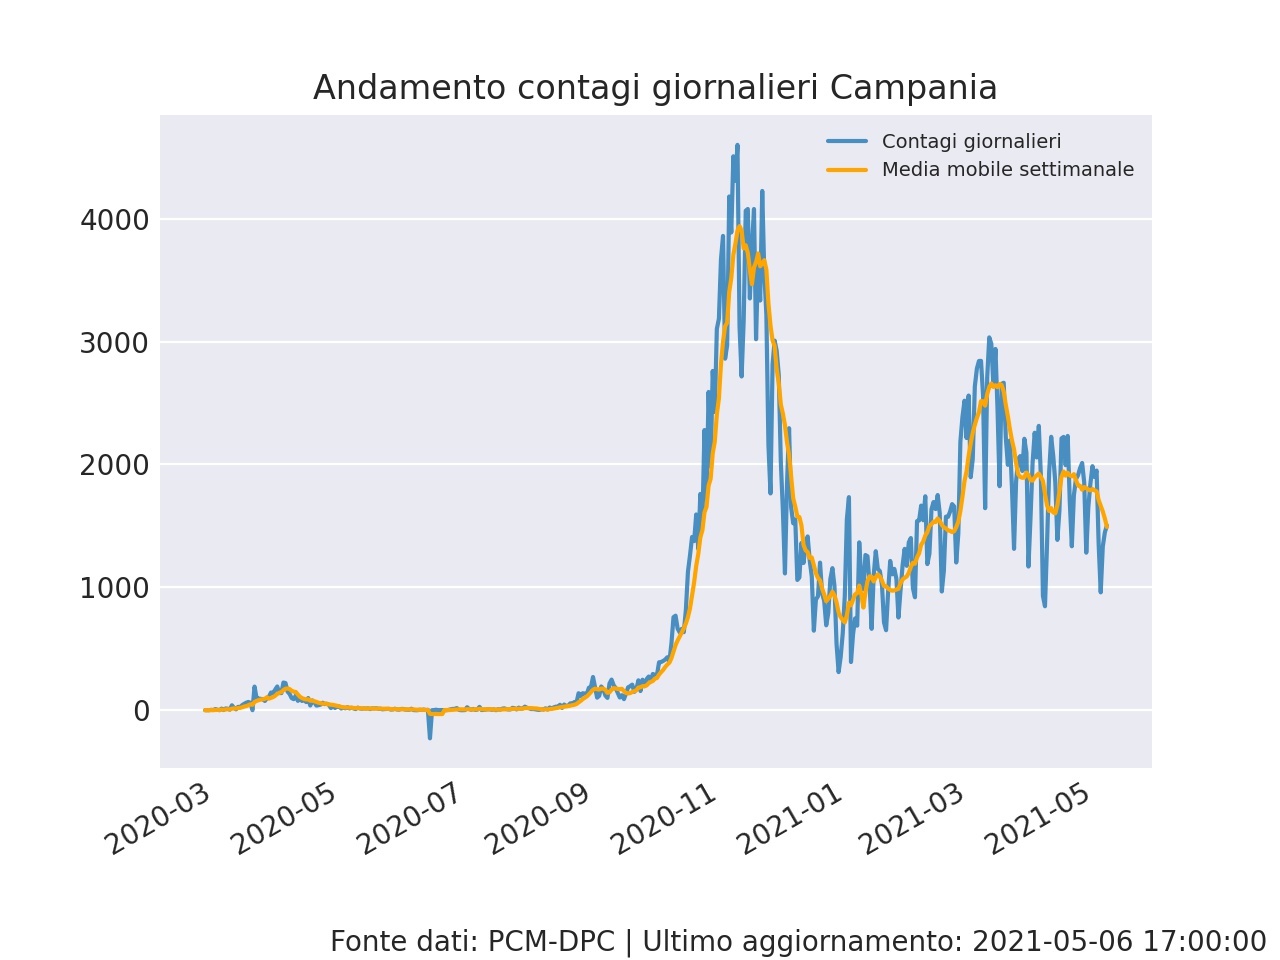 Andamento contagi giornalieri Campania
Contagi giornalieri
Media mobile settimanale
4000
3000
2000
1000
0
2020-03 2020-05 2020-07 2020-09 2020-11 2021-01 2021-03 2021-05
Fonte dati: PCM-DPC | Ultimo aggiornamento: 2021-05-06 17:00:00